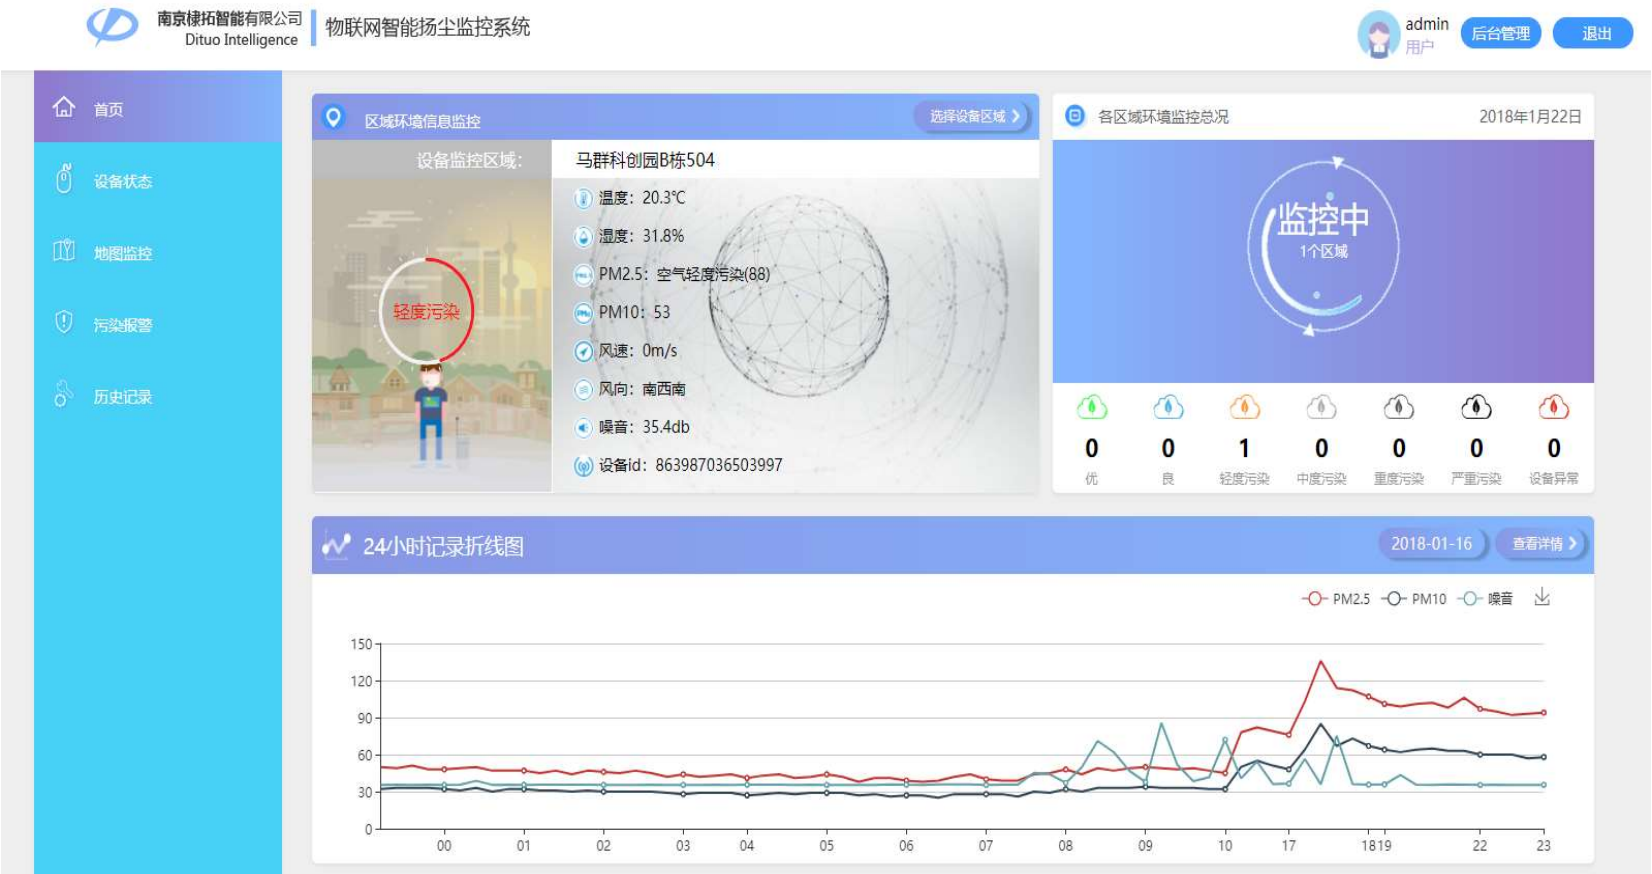 南京棣拓智能有限公司
Dituo Intelligence
物联网智能扬尘监控系统
admin
用户
后台管理
退出
首页
设备状态
地图监控
污染报警
历史记录
区域环境信息监控
选择设备区域
设备监控区域：
马群科创园B栋504
轻度污染
温度：20.3℃
湿度：31.8%
PM2.5：空气轻度污染(88)
PM10：53
风速：0m/s
风向：南西南
噪音：35.4db
设备id：863987036503997
各区域环境监控总况
2018年1月22日
监控中
1个区域
0 0 1 0 0 0 0
优 良 轻度污染 中度污染 重度污染 严重污染 设备异常
24小时记录折线图
2018-01-16
查看详情
PM2.5 PM10 噪音
150
120
90
60
30
0
00 01 02 03 04 05 06 07 08 09 10 17 18 19 22 23